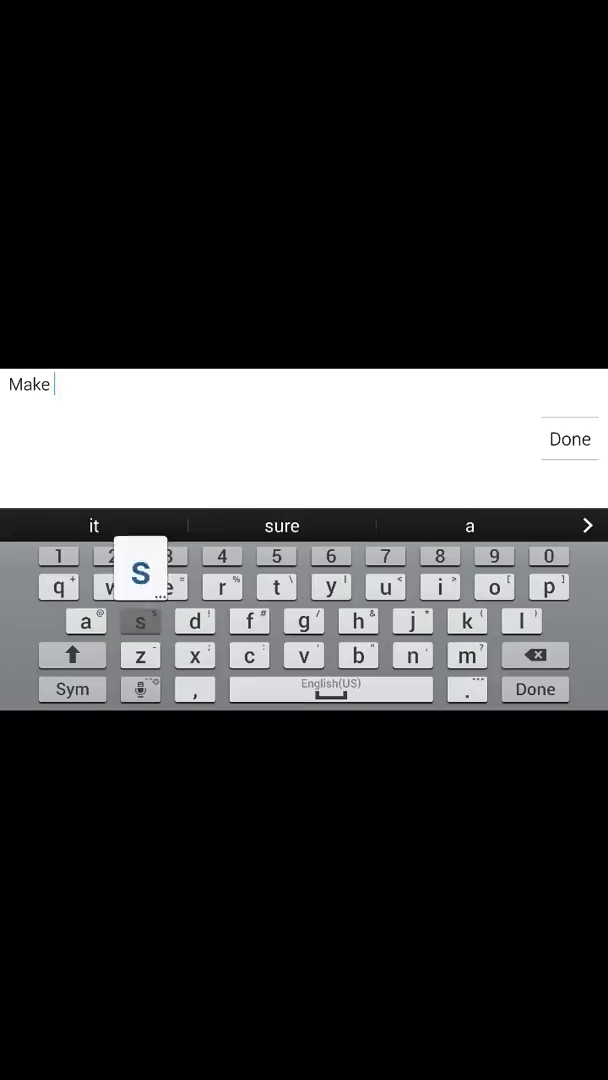 Make
Done
it sure a
1 2 3 4 5 6 7 8 9 0
s
q + w e = r % t \ y | u < i > o [ p ]
a @ s d ! f # g / h & j * k ( l )
z - x ; c : v ' b " n , m ?
Sym , English(US) . Done